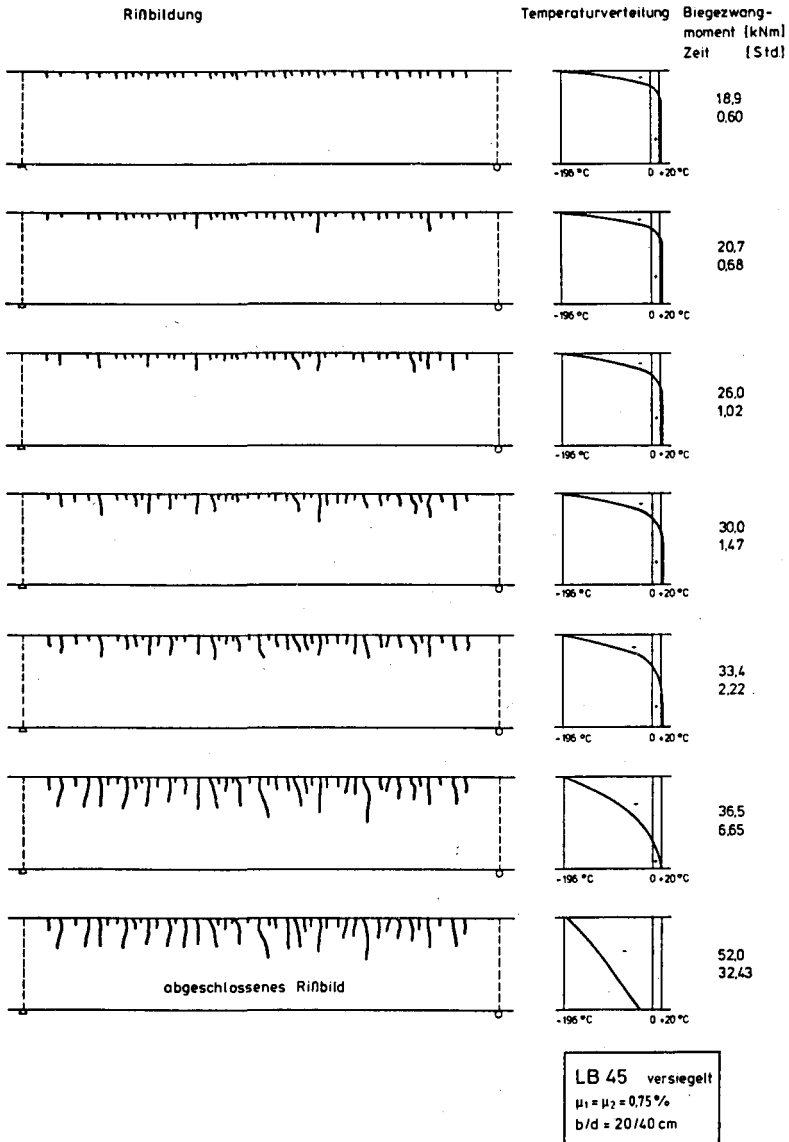 Rißbildung
Temperaturverteilung
Biegezwang-
moment [kNm]
Zeit [Std]
18,9
0,60
-196 °C 0 +20 °C
20,7
0,68
-196 °C 0 +20 °C
26,0
1,02
-196 °C 0 +20 °C
30,0
1,47
-196 °C 0 +20 °C
33,4
2,22
-196 °C 0 +20 °C
36,5
6,65
-196 °C 0 +20 °C
abgeschlossenes Rißbild
52,0
32,43
-196 °C 0 +20 °C
LB 45 versiegelt
μ₁ = μ₂ = 0,75 %
b/d = 20/40 cm